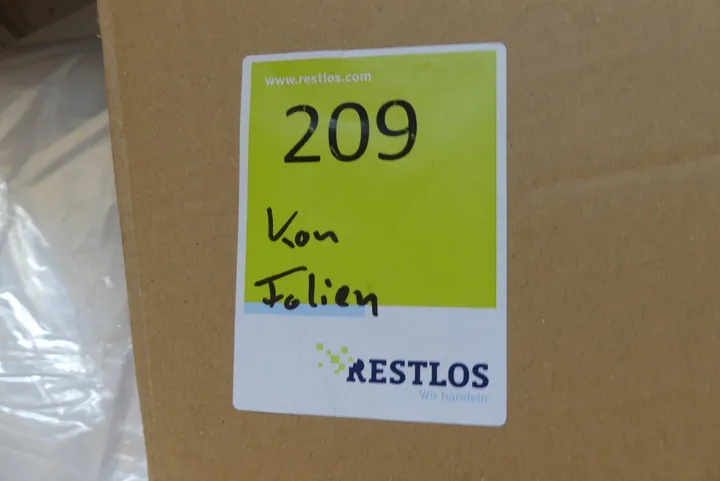 www.restlos.com
209
Kon
Folien
RESTLOS
Wir handeln.